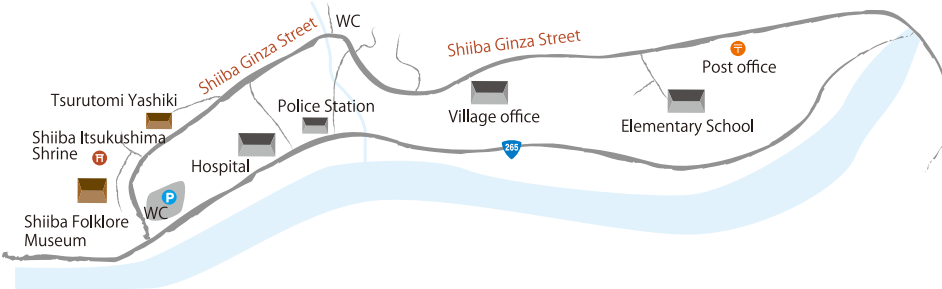 WC
Shiiba Ginza Street
Shiiba Ginza Street
Post office
Tsurutomi Yashiki
Police Station
Village office
Elementary School
Shiiba Itsukushima
Shrine
Hospital
265
P
WC
Shiiba Folklore
Museum